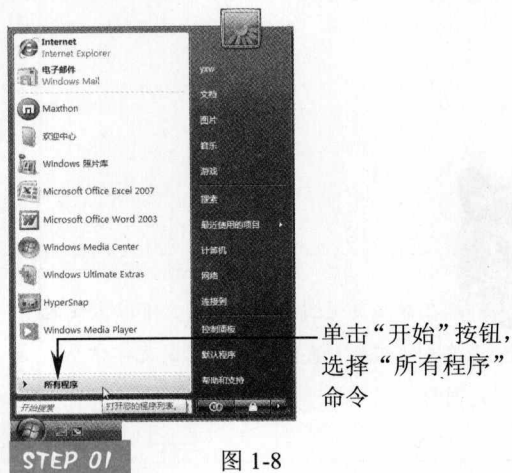 Internet
Internet Explorer
电子邮件
Windows Mail
Maxthon
欢迎中心
Windows 照片库
Microsoft Office Excel 2007
Microsoft Office Word 2003
Windows Media Center
Windows Ultimate Extras
HyperSnap
Windows Media Player
所有程序
开始搜索
打开您的程序列表。
yxw
文档
图片
音乐
游戏
搜索
最近使用的项目
计算机
网络
连接到
控制面板
默认程序
帮助和支持
单击“开始”按钮，
选择“所有程序”
命令
STEP 01
图 1-8